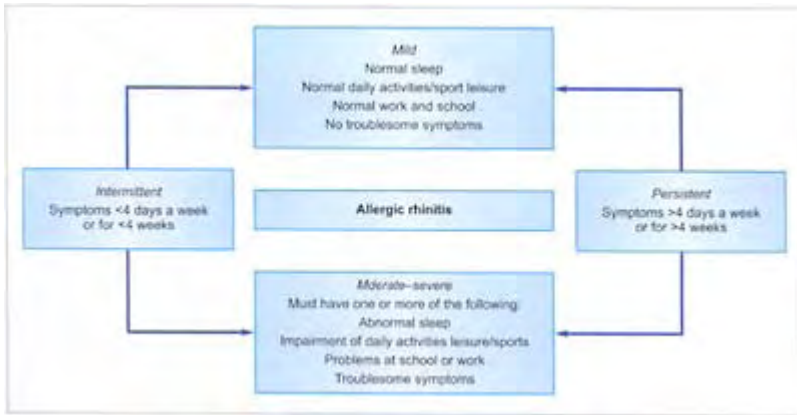 Mild
Normal sleep
Normal daily activities/sport leisure
Normal work and school
No troublesome symptoms
Intermittent
Symptoms <4 days a week
or for <4 weeks
Allergic rhinitis
Persistent
Symptoms >4 days a week
or for >4 weeks
Mderate–severe
Must have one or more of the following:
Abnormal sleep
Impairment of daily activities leisure/sports
Problems at school or work
Troublesome symptoms